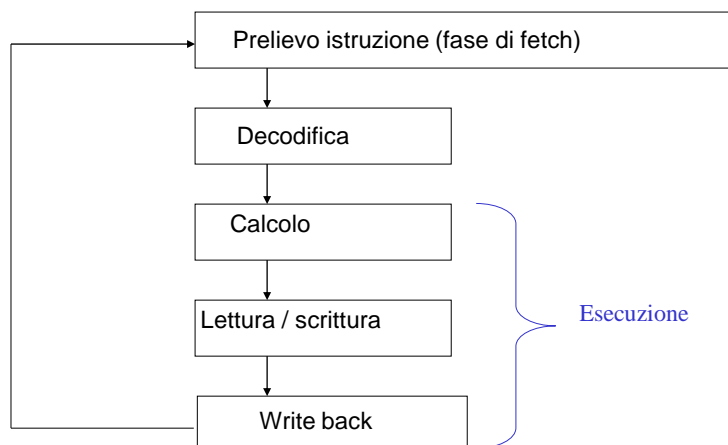 Prelievo istruzione (fase di fetch)
Decodifica
Calcolo
Lettura / scrittura
Esecuzione
Write back